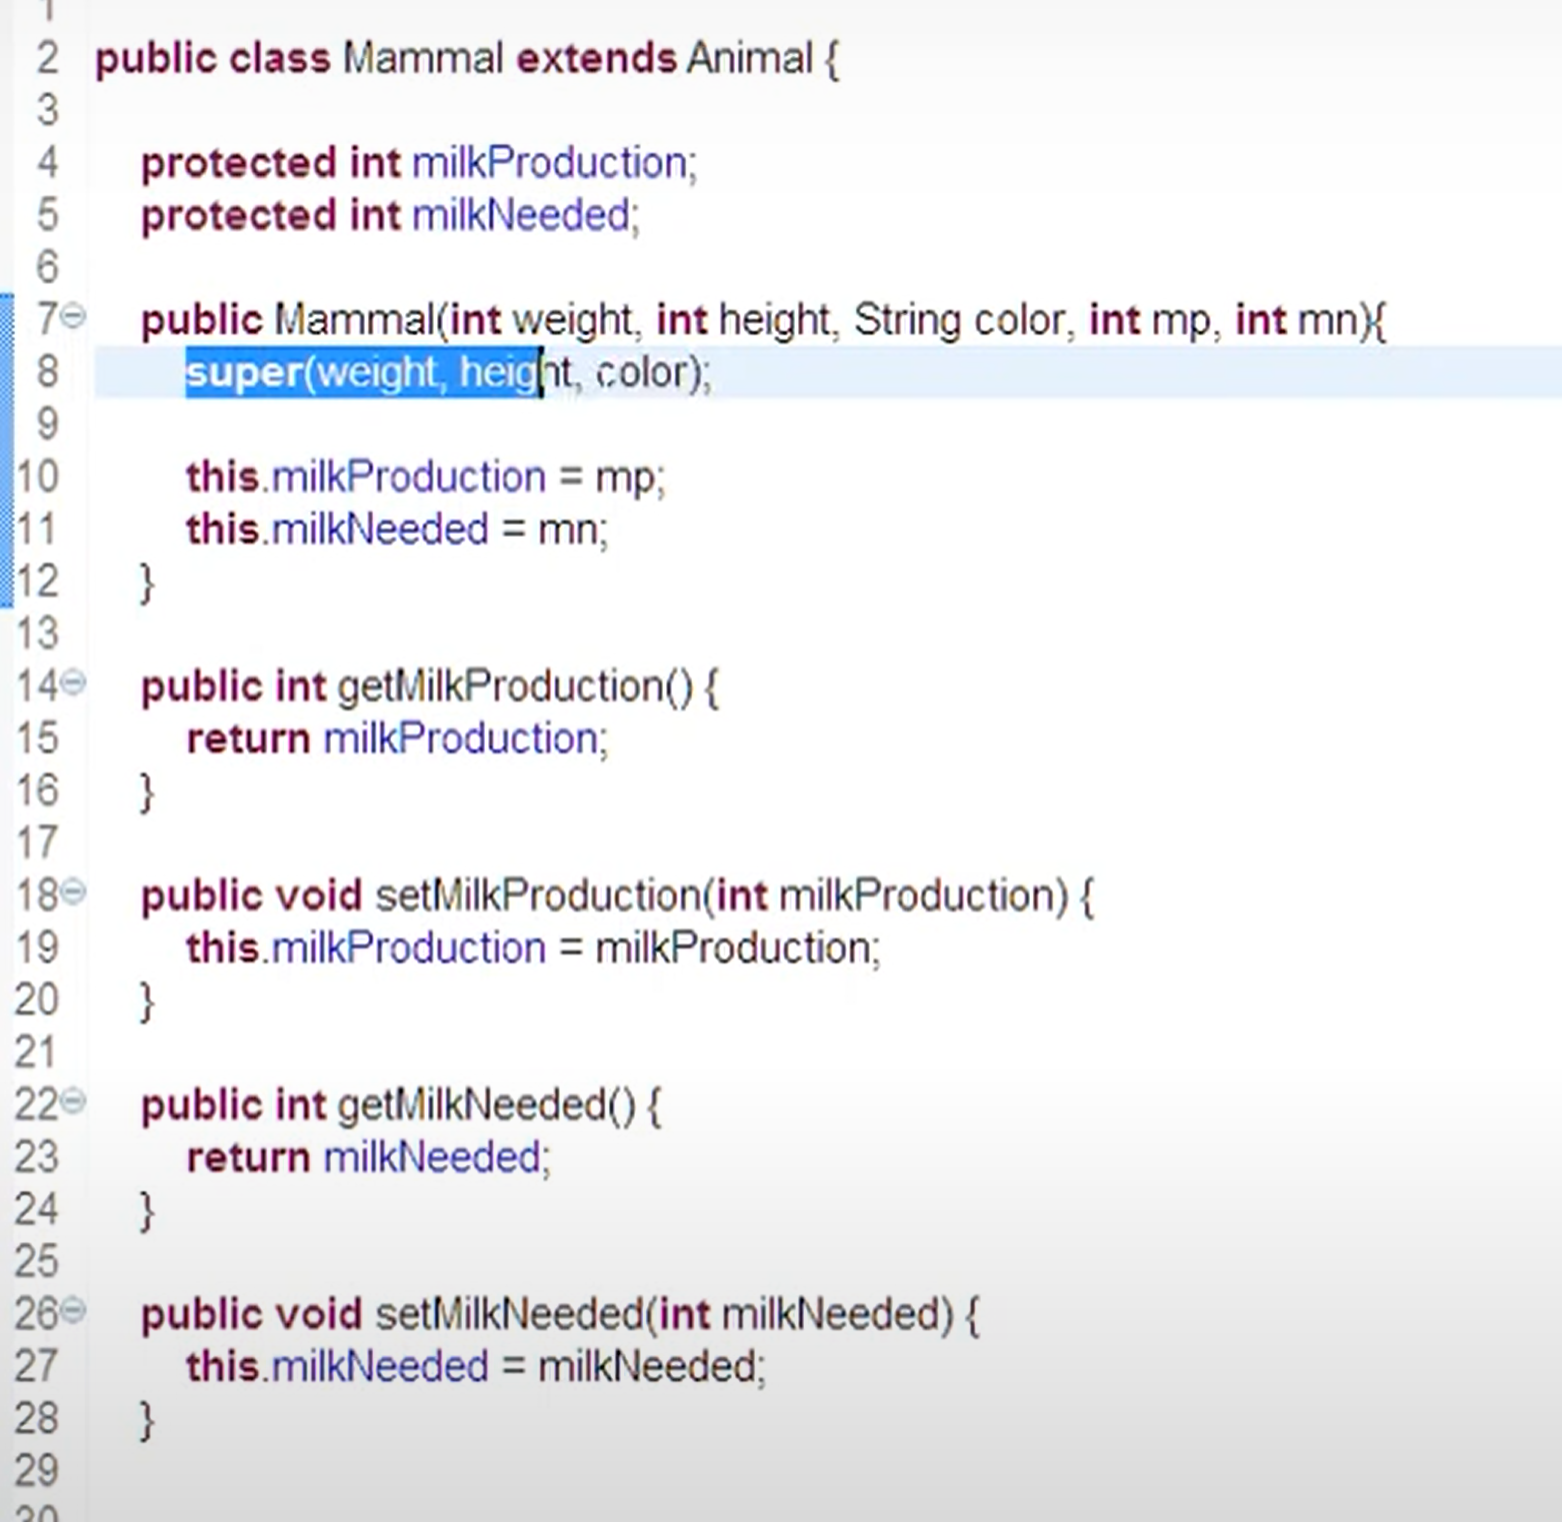 1
2 public class Mammal extends Animal {
3
4 protected int milkProduction;
5 protected int milkNeeded;
6
7 public Mammal(int weight, int height, String color, int mp, int mn){
8 super(weight, height, color);
9
10 this.milkProduction = mp;
11 this.milkNeeded = mn;
12 }
13
14 public int getMilkProduction() {
15 return milkProduction;
16 }
17
18 public void setMilkProduction(int milkProduction) {
19 this.milkProduction = milkProduction;
20 }
21
22 public int getMilkNeeded() {
23 return milkNeeded;
24 }
25
26 public void setMilkNeeded(int milkNeeded) {
27 this.milkNeeded = milkNeeded;
28 }
29
30